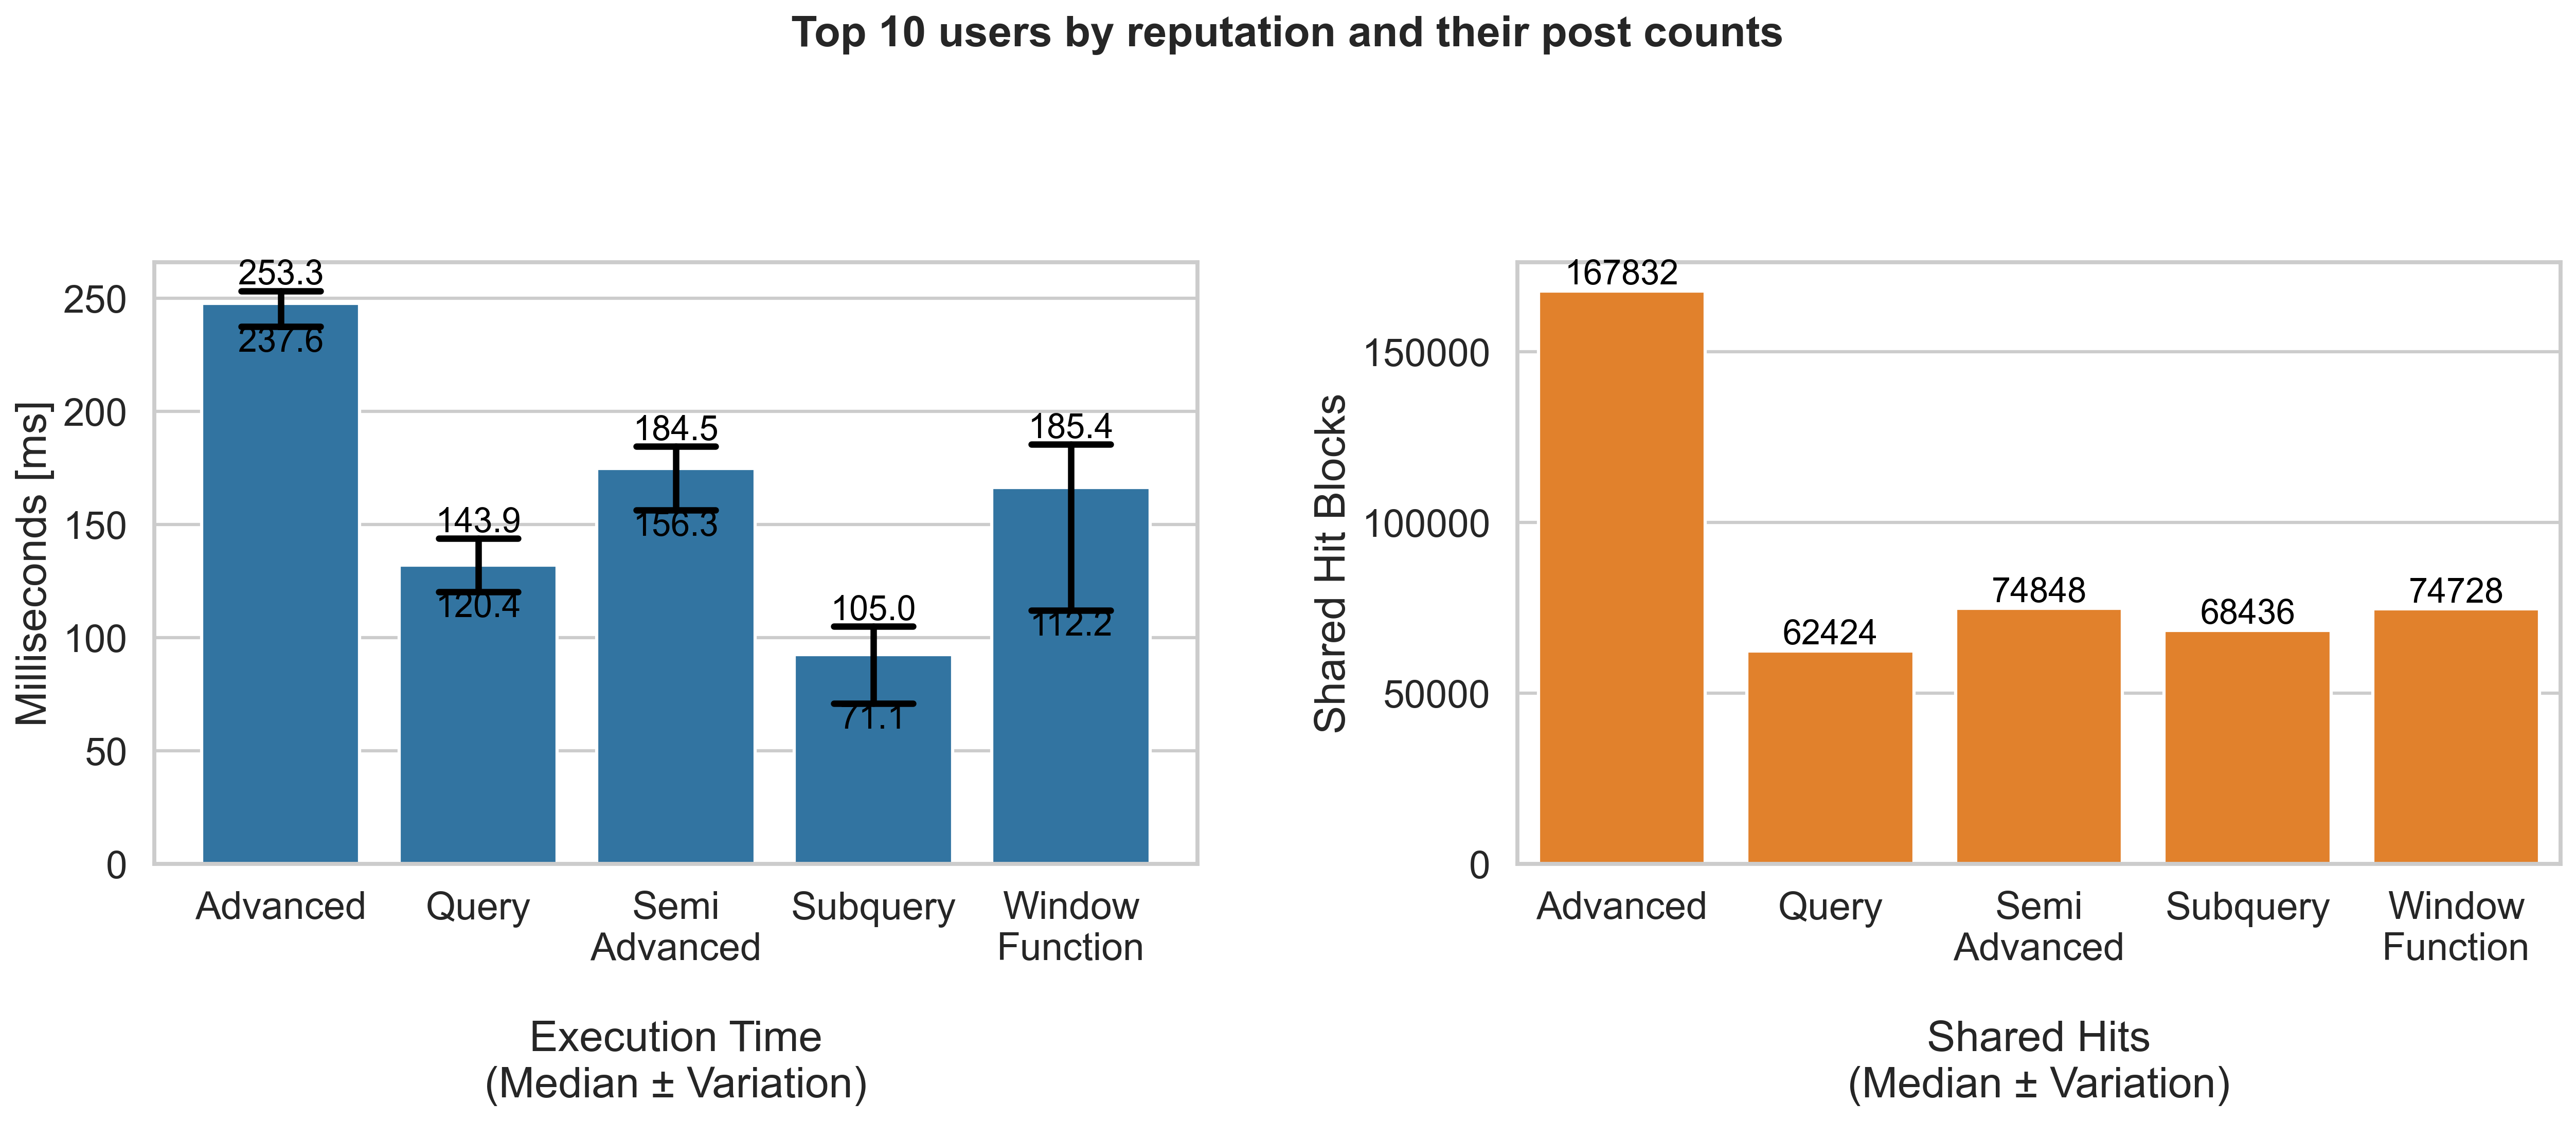 Top 10 users by reputation and their post counts
Milliseconds [ms]
250
200
150
100
50
0
253.3
237.6
143.9
120.4
184.5
156.3
105.0
71.1
185.4
112.2
Advanced
Query
Semi
Advanced
Subquery
Window
Function
Execution Time
(Median ± Variation)
Shared Hit Blocks
150000
100000
50000
0
167832
62424
74848
68436
74728
Advanced
Query
Semi
Advanced
Subquery
Window
Function
Shared Hits
(Median ± Variation)